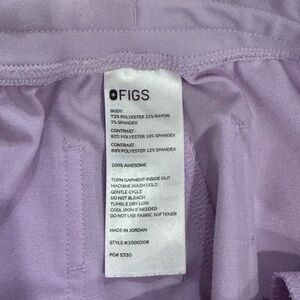 FIGS
BODY:
72% POLYESTER 21% RAYON
7% SPANDEX
CONTRAST:
82% POLYESTER 18% SPANDEX
CONTRAST:
88% POLYESTER 12% SPANDEX
100% AWESOME
TURN GARMENT INSIDE OUT
MACHINE WASH COLD
GENTLE CYCLE
DO NOT BLEACH
TUMBLE DRY LOW
COOL IRON IF NEEDED
DO NOT USE FABRIC SOFTENER
MADE IN JORDAN
STYLE #:1000208
PO# 5330